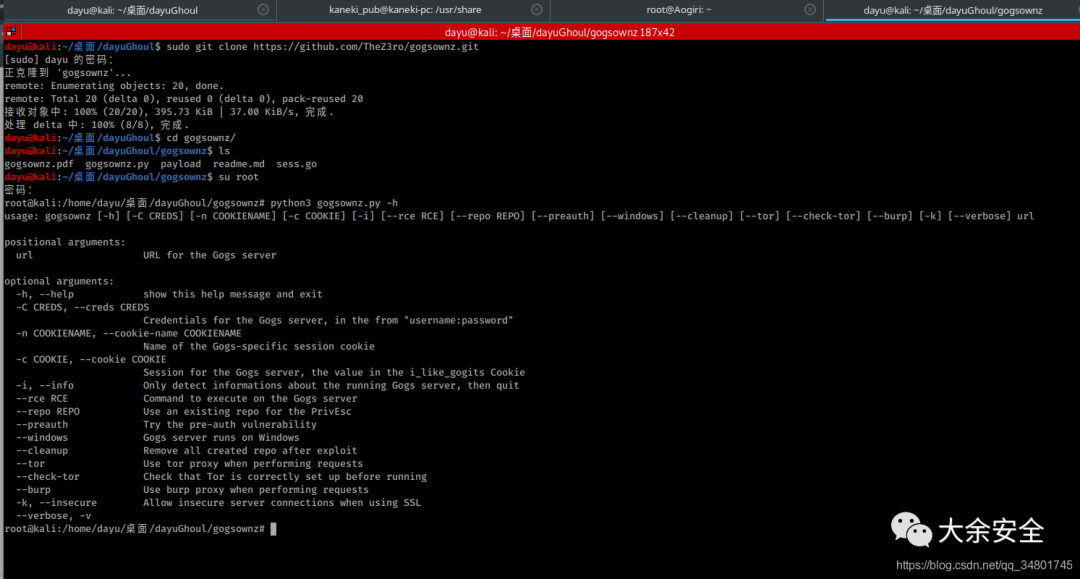 dayu@kali: ~/桌面/dayuGhoul
kaneki_pub@kaneki-pc: /usr/share
root@Aogiri: ~
dayu@kali: ~/桌面/dayuGhoul/gogsownz
dayu@kali: ~/桌面/dayuGhoul/gogsownz 187x42
dayu@kali:~/桌面/dayuGhoul$ sudo git clone https://github.com/TheZ3ro/gogsownz.git
[sudo] dayu 的密码：
正克隆到 'gogsownz'...
remote: Enumerating objects: 20, done.
remote: Total 20 (delta 0), reused 0 (delta 0), pack-reused 20
接收对象中: 100% (20/20), 395.73 KiB | 37.00 KiB/s, 完成.
处理 delta 中: 100% (8/8), 完成.
dayu@kali:~/桌面/dayuGhoul$ cd gogsownz/
dayu@kali:~/桌面/dayuGhoul/gogsownz$ ls
gogsownz.pdf  gogsownz.py  payload  readme.md  sess.go
dayu@kali:~/桌面/dayuGhoul/gogsownz$ su root
密码：
root@kali:/home/dayu/桌面/dayuGhoul/gogsownz# python3 gogsownz.py -h
usage: gogsownz [-h] [-C CREDS] [-n COOKIENAME] [-c COOKIE] [-i] [--rce RCE] [--repo REPO] [--preauth] [--windows] [--cleanup] [--tor] [--check-tor] [--burp] [-k] [--verbose] url
positional arguments:
url URL for the Gogs server
optional arguments:
-h, --help show this help message and exit
-C CREDS, --creds CREDS
Credentials for the Gogs server, in the from "username:password"
-n COOKIENAME, --cookie-name COOKIENAME
Name of the Gogs-specific session cookie
-c COOKIE, --cookie COOKIE
Session for the Gogs server, the value in the i_like_gogits Cookie
-i, --info Only detect informations about the running Gogs server, then quit
--rce RCE Command to execute on the Gogs server
--repo REPO Use an existing repo for the PrivEsc
--preauth Try the pre-auth vulnerability
--windows Gogs server runs on Windows
--cleanup Remove all created repo after exploit
--tor Use tor proxy when performing requests
--check-tor Check that Tor is correctly set up before running
--burp Use burp proxy when performing requests
-k, --insecure Allow insecure server connections when using SSL
--verbose, -v
root@kali:/home/dayu/桌面/dayuGhoul/gogsownz#
大余安全
https://blog.csdn.net/qq_34801745